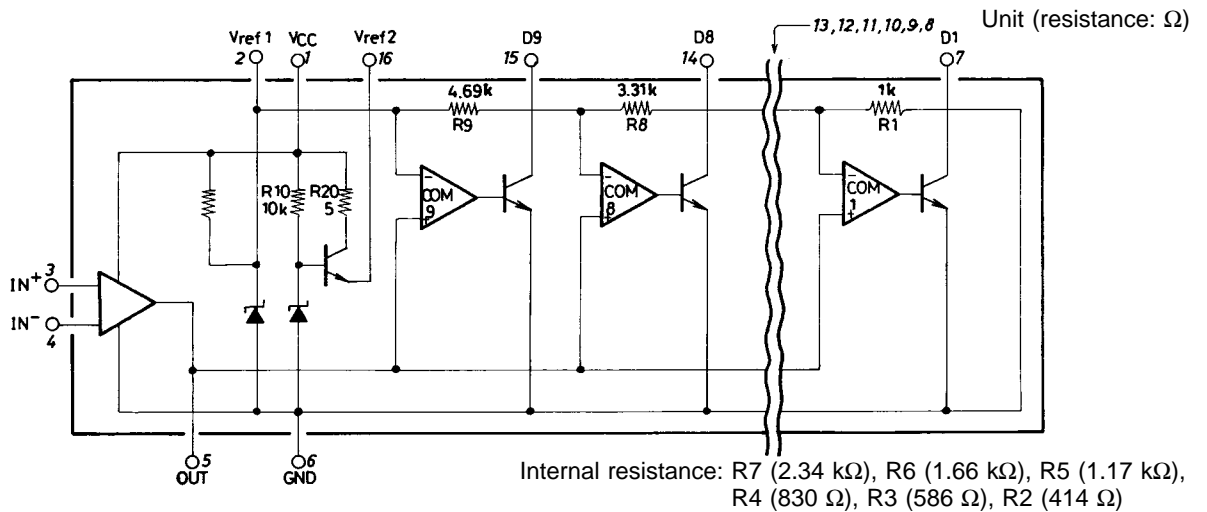 Unit (resistance: Ω)
13,12,11,10,9,8
Vref 1 VCC Vref2 D9 D8 D1
2 1 16 15 14 7
4.69k 3.31k 1k
R9 R8 R1
R10 R20
10k 5
− − −
COM COM COM
9 8 1
+ + +
IN+ 3
IN− 4
5 6
OUT GND
Internal resistance: R7 (2.34 kΩ), R6 (1.66 kΩ), R5 (1.17 kΩ),
R4 (830 Ω), R3 (586 Ω), R2 (414 Ω)